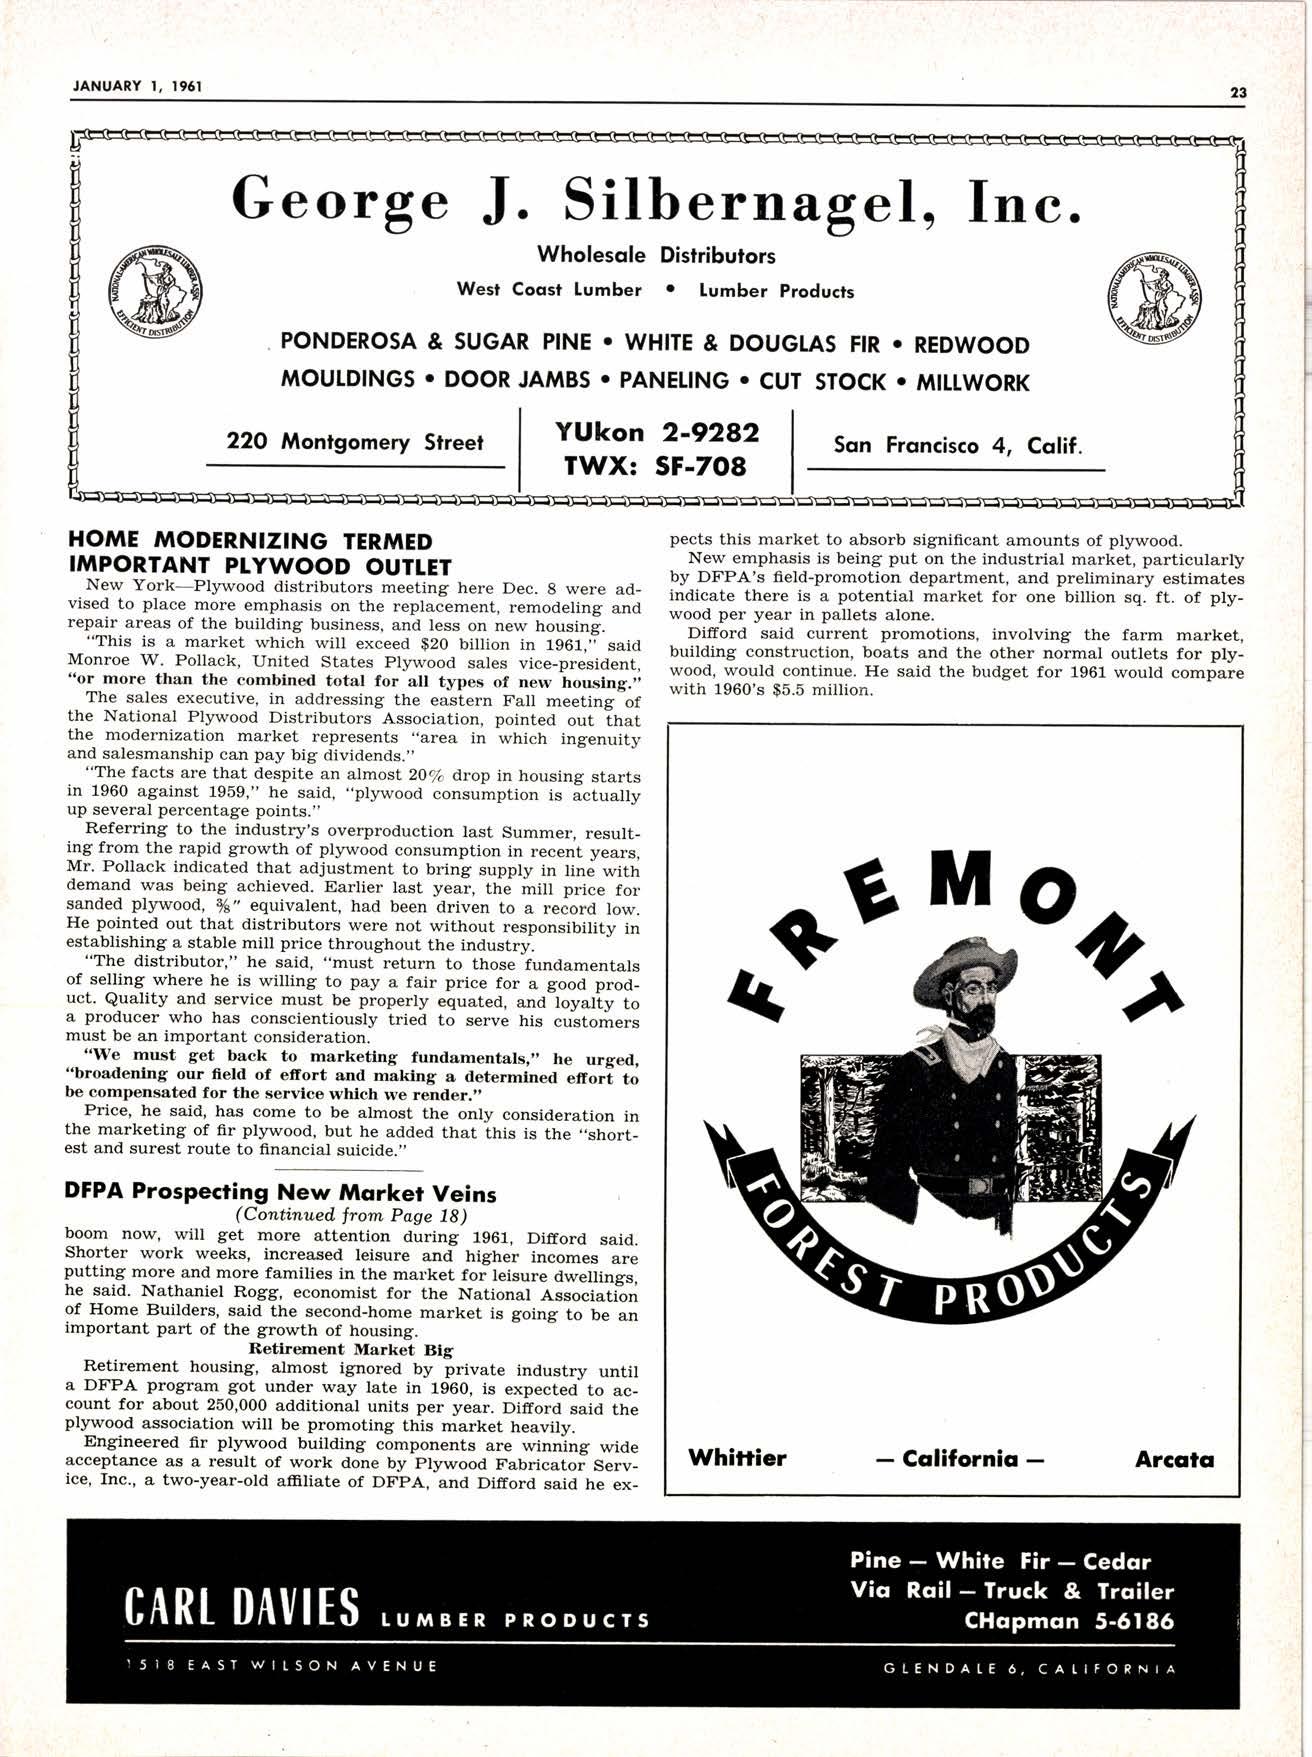 JANUARY 1, 1961
23
George J. Silbernagel, Inc.
Wholesale Distributors
West Coast Lumber • Lumber Products
NATIONAL-AMERICAN WHOLESALE LUMBER ASSN.
EFFICIENT DISTRIBUTION
NATIONAL-AMERICAN WHOLESALE LUMBER ASSN.
EFFICIENT DISTRIBUTION
PONDEROSA & SUGAR PINE • WHITE & DOUGLAS FIR • REDWOOD
MOULDINGS • DOOR JAMBS • PANELING • CUT STOCK • MILLWORK
220 Montgomery Street
YUkon 2-9282
TWX: SF-708
San Francisco 4, Calif.
HOME MODERNIZING TERMED
IMPORTANT PLYWOOD OUTLET
New York—Plywood distributors meeting here Dec. 8 were ad-
vised to place more emphasis on the replacement, remodeling and
repair areas of the building business, and less on new housing.
"This is a market which will exceed $20 billion in 1961," said
Monroe W. Pollack, United States Plywood sales vice-president,
"or more than the combined total for all types of new housing."
The sales executive, in addressing the eastern Fall meeting of
the National Plywood Distributors Association, pointed out that
the modernization market represents "area in which ingenuity
and salesmanship can pay big dividends."
"The facts are that despite an almost 20% drop in housing starts
in 1960 against 1959," he said, "plywood consumption is actually
up several percentage points."
Referring to the industry's overproduction last Summer, result-
ing from the rapid growth of plywood consumption in recent years,
Mr. Pollack indicated that adjustment to bring supply in line with
demand was being achieved. Earlier last year, the mill price for
sanded plywood, ⅜" equivalent, had been driven to a record low.
He pointed out that distributors were not without responsibility in
establishing a stable mill price throughout the industry.
"The distributor," he said, "must return to those fundamentals
of selling where he is willing to pay a fair price for a good prod-
uct. Quality and service must be properly equated, and loyalty to
a producer who has conscientiously tried to serve his customers
must be an important consideration.
"We must get back to marketing fundamentals," he urged,
"broadening our field of effort and making a determined effort to
be compensated for the service which we render."
Price, he said, has come to be almost the only consideration in
the marketing of fir plywood, but he added that this is the "short-
est and surest route to financial suicide."
DFPA Prospecting New Market Veins
(Continued from Page 18)
boom now, will get more attention during 1961, Difford said.
Shorter work weeks, increased leisure and higher incomes are
putting more and more families in the market for leisure dwellings,
he said. Nathaniel Rogg, economist for the National Association
of Home Builders, said the second-home market is going to be an
important part of the growth of housing.
Retirement Market Big
Retirement housing, almost ignored by private industry until
a DFPA program got under way late in 1960, is expected to ac-
count for about 250,000 additional units per year. Difford said the
plywood association will be promoting this market heavily.
Engineered fir plywood building components are winning wide
acceptance as a result of work done by Plywood Fabricator Serv-
ice, Inc., a two-year-old affiliate of DFPA, and Difford said he ex-
pects this market to absorb significant amounts of plywood.
New emphasis is being put on the industrial market, particularly
by DFPA's field-promotion department, and preliminary estimates
indicate there is a potential market for one billion sq. ft. of ply-
wood per year in pallets alone.
Difford said current promotions, involving the farm market,
building construction, boats and the other normal outlets for ply-
wood, would continue. He said the budget for 1961 would compare
with 1960's $5.5 million.
FREMONT
FOREST PRODUCTS
Whittier — California — Arcata
CARL DAVIES LUMBER PRODUCTS
Pine — White Fir — Cedar
Via Rail — Truck & Trailer
CHapman 5-6186
1518 EAST WILSON AVENUE
GLENDALE 6, CALIFORNIA